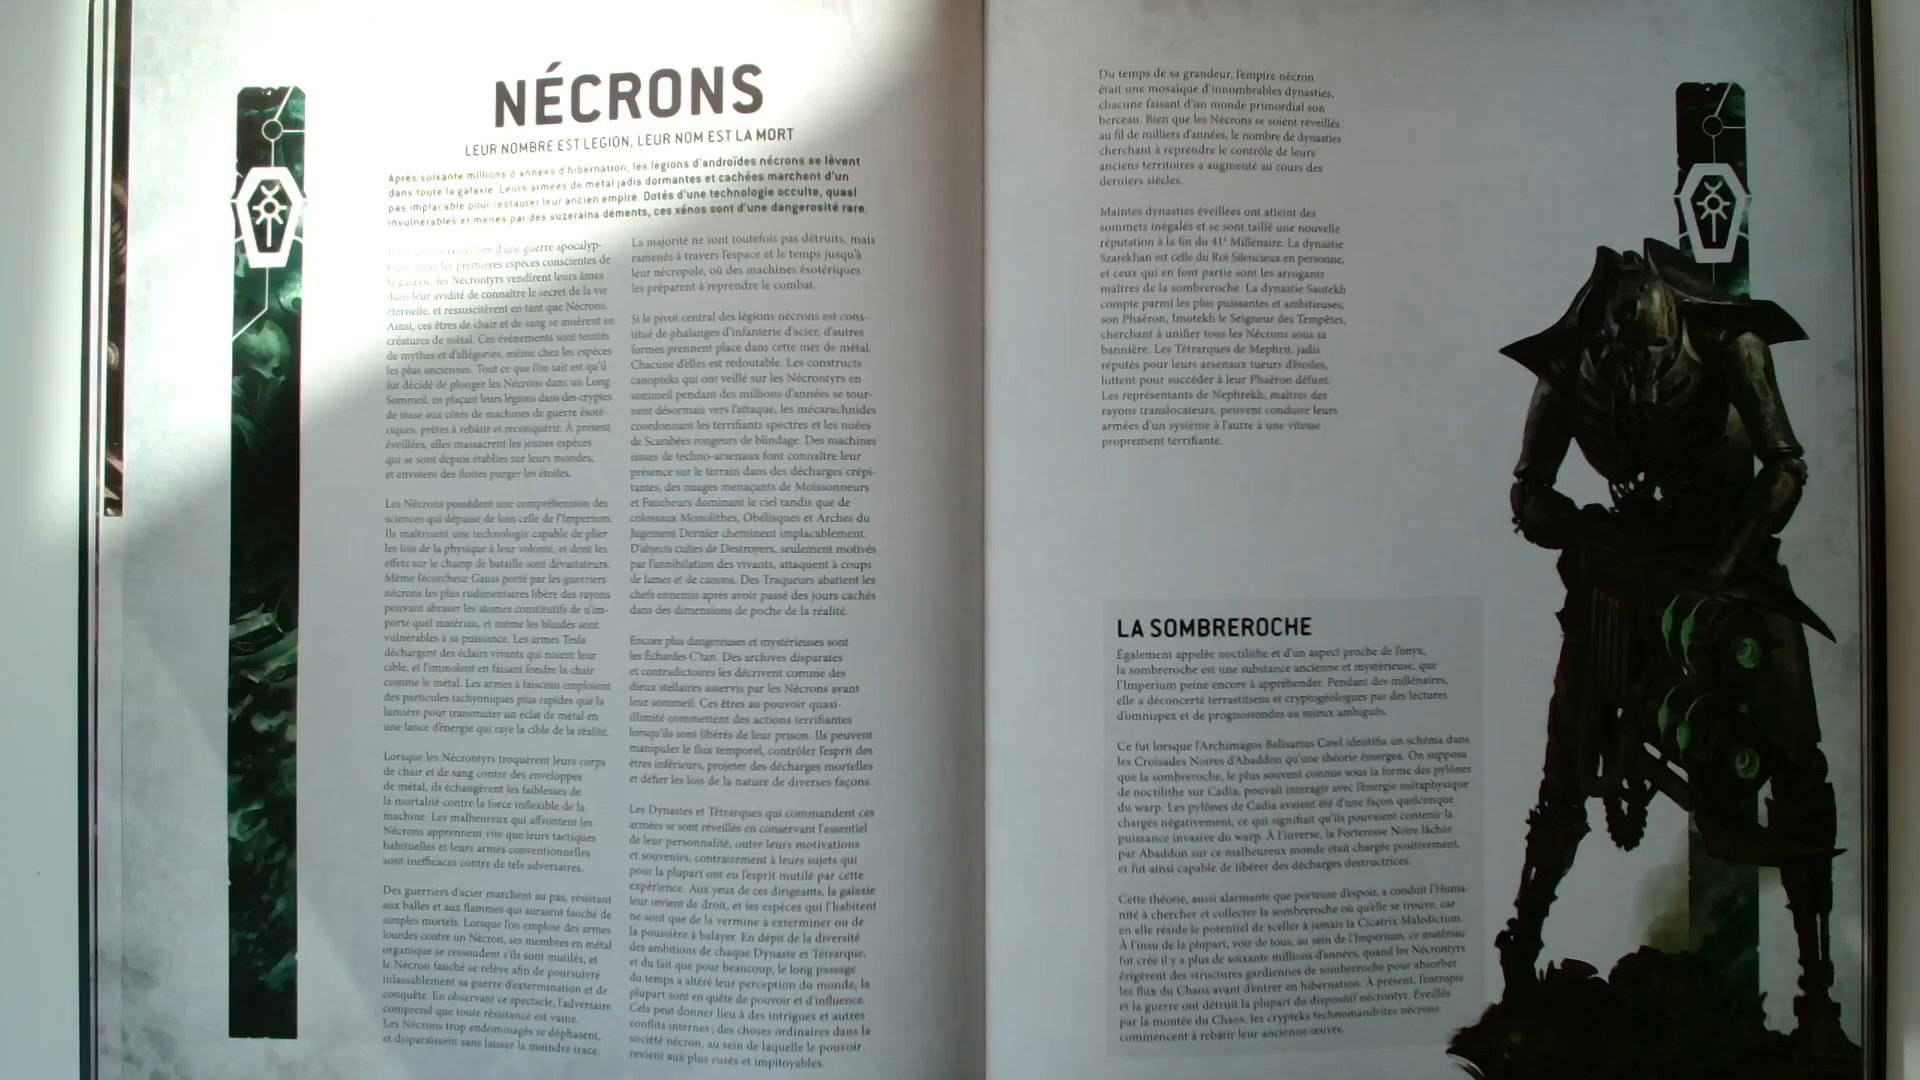 NÉCRONS
LEUR NOMBRE EST LEGION, LEUR NOM EST LA MORT
Après soixante millions d'années d'hibernation, les légions d'androïdes nécrons se lèvent
dans toute la galaxie. Leurs armées de métal jadis dormantes et cachées marchent d'un
pas implacable pour restaurer leur ancien empire. Dotés d'une technologie occulte, quasi
invulnérables et menés par des suzerains déments, ces xénos sont d'une dangerosité rare.
lors d'une guerre apocalyp-
tique entre les premières espèces conscientes de
la galaxie, les Nécrontyrs vendirent leurs âmes
dans leur avidité de connaître le secret de la vie
éternelle, et ressuscitèrent en tant que Nécrons.
Ainsi, ces êtres de chair et de sang se muèrent en
créatures de métal. Ces événements sont teintés
de mythes et d'allégories, même chez les espèces
les plus anciennes. Tout ce que l'on sait est qu'il
fut décidé de plonger les Nécrons dans un Long
Sommeil, en plaçant leurs légions dans des cryptes
de stase aux côtés de machines de guerre ésoté-
riques, prêtes à rebâtir et reconquérir. À présent
éveillées, elles massacrent les jeunes espèces
qui se sont depuis établies sur leurs mondes,
et envoient des flottes purger les étoiles.
Les Nécrons possèdent une compréhension des
sciences qui dépasse de loin celle de l'Imperium.
Ils maîtrisent une technologie capable de plier
les lois de la physique à leur volonté, et dont les
effets sur le champ de bataille sont dévastateurs.
Même l'écorcheur Gauss porté par les guerriers
nécrons les plus rudimentaires libère des rayons
pouvant abraser les atomes constitutifs de n'im-
porte quel matériau, et même les blindés sont
vulnérables à sa puissance. Les armes Tesla
déchargent des éclairs vivants qui noient leur
cible, et l'immolent en faisant fondre la chair
comme le métal. Les armes à faisceau emploient
des particules tachyoniques plus rapides que la
lumière pour transmuter un éclat de métal en
une lance d'énergie qui raye la cible de la réalité.
Lorsque les Nécrontyrs troquèrent leurs corps
de chair et de sang contre des enveloppes
de métal, ils échangèrent les faiblesses de
la mortalité contre la force inflexible de la
machine. Les malheureux qui affrontent les
Nécrons apprennent vite que leurs tactiques
habituelles et leurs armes conventionnelles
sont inefficaces contre de tels adversaires.
Des guerriers d'acier marchent au pas, résistant
aux balles et aux flammes qui auraient fauché de
simples mortels. Lorsque l'on emploie des armes
lourdes contre un Nécron, ses membres en métal
organique se ressoudent s'ils sont mutilés, et
le Nécron fauché se relève afin de poursuivre
inlassablement sa guerre d'extermination et de
conquête. En observant ce spectacle, l'adversaire
comprend que toute résistance est vaine.
Les Nécrons trop endommagés se déphasent,
et disparaissent sans laisser la moindre trace.
La majorité ne sont toutefois pas détruits, mais
ramenés à travers l'espace et le temps jusqu'à
leur nécropole, où des machines ésotériques
les préparent à reprendre le combat.
Si le pivot central des légions nécrons est cons-
titué de phalanges d'infanterie d'acier, d'autres
formes prennent place dans cette mer de métal.
Chacune d'elles est redoutable. Les constructs
canopteks qui ont veillé sur les Nécrontyrs en
sommeil pendant des millions d'années se tour-
nent désormais vers l'attaque, les mécarachnides
coordonnant les terrifiants spectres et les nuées
de Scarabées rongeurs de blindage. Des machines
issues de techno-arsenaux font connaître leur
présence sur le terrain dans des décharges crépi-
tantes, des nuages menaçants de Moissonneurs
et Faucheurs dominant le ciel tandis que de
colossaux Monolithes, Obélisques et Arches du
Jugement Dernier cheminent implacablement.
D'abjects cultes de Destroyers, seulement motivés
par l'annihilation des vivants, attaquent à coups
de lames et de canons. Des Traqueurs abattent les
chefs ennemis après avoir passé des jours cachés
dans des dimensions de poche de la réalité.
Encore plus dangereuses et mystérieuses sont
les Échardes C'tan. Des archives disparates
et contradictoires les décrivent comme des
dieux stellaires asservis par les Nécrons avant
leur sommeil. Ces êtres au pouvoir quasi-
illimité commettent des actions terrifiantes
lorsqu'ils sont libérés de leur prison. Ils peuvent
manipuler le flux temporel, contrôler l'esprit des
êtres inférieurs, projeter des décharges mortelles
et défier les lois de la nature de diverses façons.
Les Dynastes et Tétrarques qui commandent ces
armées se sont réveillés en conservant l'essentiel
de leur personnalité, outre leurs motivations
et souvenirs, contrairement à leurs sujets qui
pour la plupart ont eu l'esprit mutilé par cette
expérience. Aux yeux de ces dirigeants, la galaxie
leur revient de droit, et les espèces qui l'habitent
ne sont que de la vermine à exterminer ou de
la poussière à balayer. En dépit de la diversité
des ambitions de chaque Dynaste et Tétrarque,
et du fait que pour beaucoup, le long passage
du temps a altéré leur perception du monde, la
plupart sont en quête de pouvoir et d'influence.
Cela peut donner lieu à des intrigues et autres
conflits internes ; des choses ordinaires dans la
société nécron, au sein de laquelle le pouvoir
revient aux plus rusés et impitoyables.
Du temps de sa grandeur, l'empire nécron
était une mosaïque d'innombrables dynasties,
chacune faisant d'un monde primordial son
berceau. Bien que les Nécrons se soient réveillés
au fil de milliers d'années, le nombre de dynasties
cherchant à reprendre le contrôle de leurs
anciens territoires a augmenté au cours des
derniers siècles.
Maintes dynasties éveillées ont atteint des
sommets inégalés et se sont taillé une nouvelle
réputation à la fin du 41e Millénaire. La dynastie
Szarekhan est celle du Roi Silencieux en personne,
et ceux qui en font partie sont les arrogants
maîtres de la sombreroche. La dynastie Sautekh
compte parmi les plus puissantes et ambitieuses,
son Phaëron, Imotekh le Seigneur des Tempêtes,
cherchant à unifier tous les Nécrons sous sa
bannière. Les Tétrarques de Mephrit, jadis
réputés pour leurs arsenaux tueurs d'étoiles,
luttent pour succéder à leur Phaëron défunt.
Les représentants de Nephrekh, maîtres des
rayons translocateurs, peuvent conduire leurs
armées d'un système à l'autre à une vitesse
proprement terrifiante.
LA SOMBREROCHE
Également appelée noctilithe et d'un aspect proche de l'onyx,
la sombreroche est une substance ancienne et mystérieuse, que
l'Imperium peine encore à appréhender. Pendant des millénaires,
elle a déconcerté terrastitiens et cryptogéologues par des lectures
d'omnispex et de prognostondes au mieux ambiguës.
Ce fut lorsque l'Archimagos Belisarius Cawl identifia un schéma dans
les Croisades Noires d'Abaddon qu'une théorie émergea. On supposa
que la sombreroche, le plus souvent connue sous la forme des pylônes
de noctilithe sur Cadia, pouvait interagir avec l'énergie métaphysique
du warp. Les pylônes de Cadia avaient été d'une façon quelconque
chargés négativement, ce qui signifiait qu'ils pouvaient contenir la
puissance invasive du warp. À l'inverse, la Forteresse Noire lâchée
par Abaddon sur ce malheureux monde était chargée positivement,
et fut ainsi capable de libérer des décharges destructrices.
Cette théorie, aussi alarmante que porteuse d'espoir, a conduit l'Huma-
nité à chercher et collecter la sombreroche où qu'elle se trouve, car
en elle réside le potentiel de sceller à jamais la Cicatrix Maledictum.
À l'insu de la plupart, voir de tous, au sein de l'Imperium, ce matériau
fut créé il y a plus de soixante millions d'années, quand les Nécrontyrs
érigèrent des structures gardiennes de sombreroche pour absorber
les flux du Chaos avant d'entrer en hibernation. À présent, l'entropie
et la guerre ont détruit la plupart du dispositif nécrontyr. Éveillés
par la montée du Chaos, les crypteks technomandrites nécrons
commencent à rebâtir leur ancienne œuvre